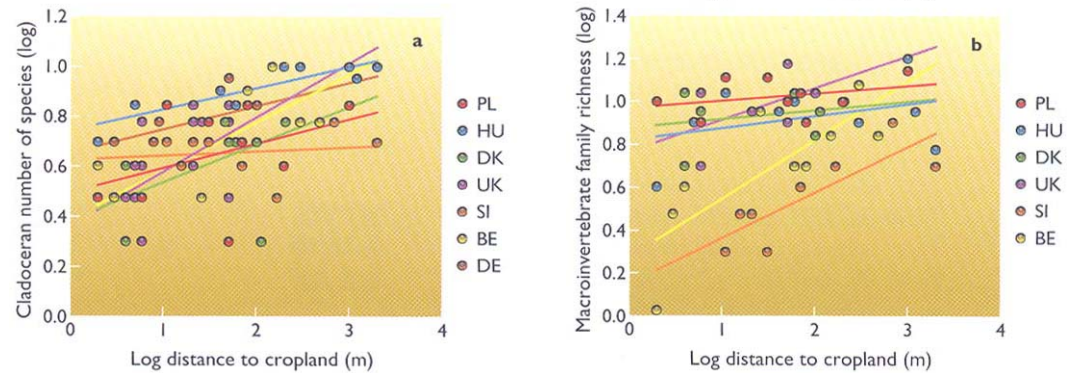 Cladoceran number of species (log)
1.2
1.0
0.8
0.6
0.4
0.2
0.0
0
1
2
3
4
a
Log distance to cropland (m)
PL
HU
DK
UK
SI
BE
DE
Macroinvertebrate family richness (log)
1.4
1.2
1.0
0.8
0.6
0.4
0.2
0.0
0
1
2
3
4
b
Log distance to cropland (m)
PL
HU
DK
UK
SI
BE